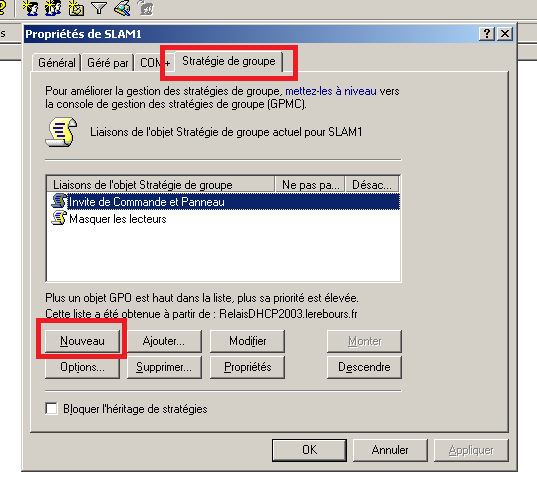 s
Propriétés de SLAM1
Général Géré par COM+ Stratégie de groupe
Pour améliorer la gestion des stratégies de groupe, mettez-les à niveau vers
la console de gestion des stratégies de groupe (GPMC).
Liaisons de l'objet Stratégie de groupe actuel pour SLAM1
Liaisons de l'objet Stratégie de groupe Ne pas pa... Désac...
Invite de Commande et Panneau
Masquer les lecteurs
Plus un objet GPO est haut dans la liste, plus sa priorité est élevée.
Cette liste a été obtenue à partir de : RelaisDHCP2003.lerebours.fr
Nouveau Ajouter... Modifier Monter
Options... Supprimer... Propriétés Descendre
Bloquer l'héritage de stratégies
OK Annuler Appliquer